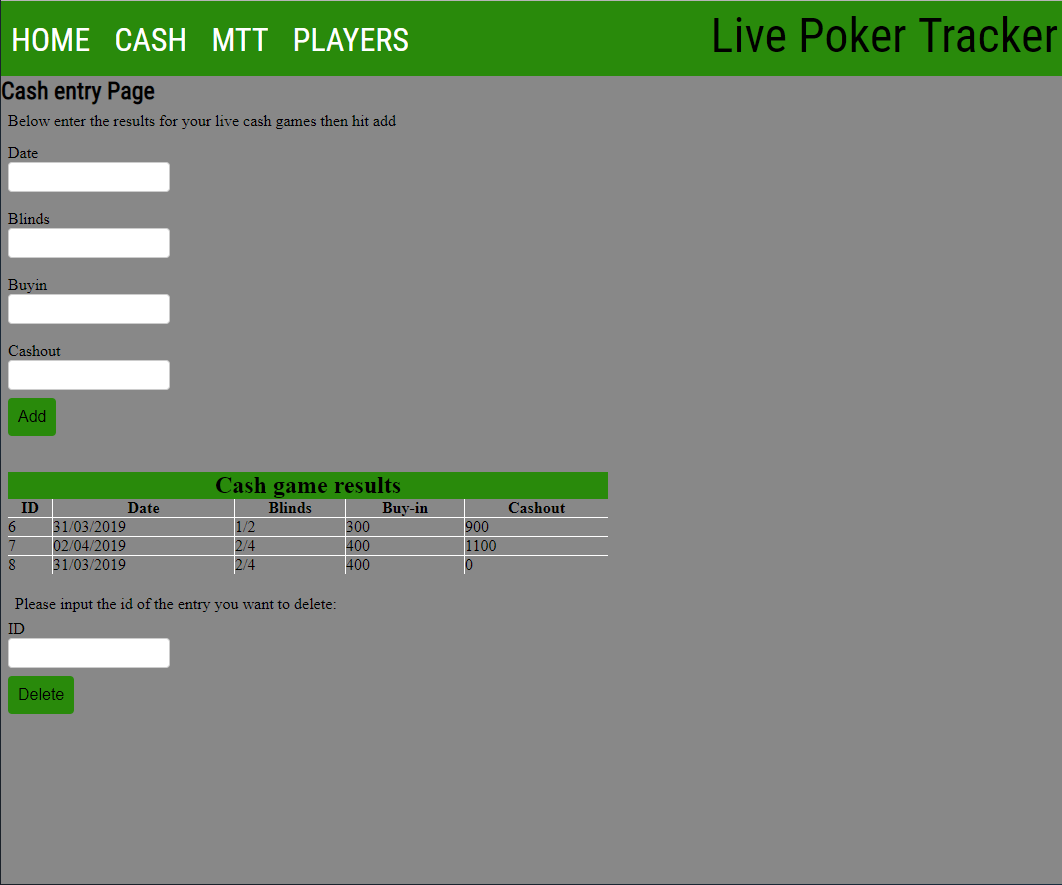 HOME CASH MTT PLAYERS Live Poker Tracker
Cash entry Page
Below enter the results for your live cash games then hit add
Date
Blinds
Buyin
Cashout
Add
Cash game results
ID Date Blinds Buy-in Cashout
6 31/03/2019 1/2 300 900
7 02/04/2019 2/4 400 1100
8 31/03/2019 2/4 400 0
Please input the id of the entry you want to delete:
ID
Delete